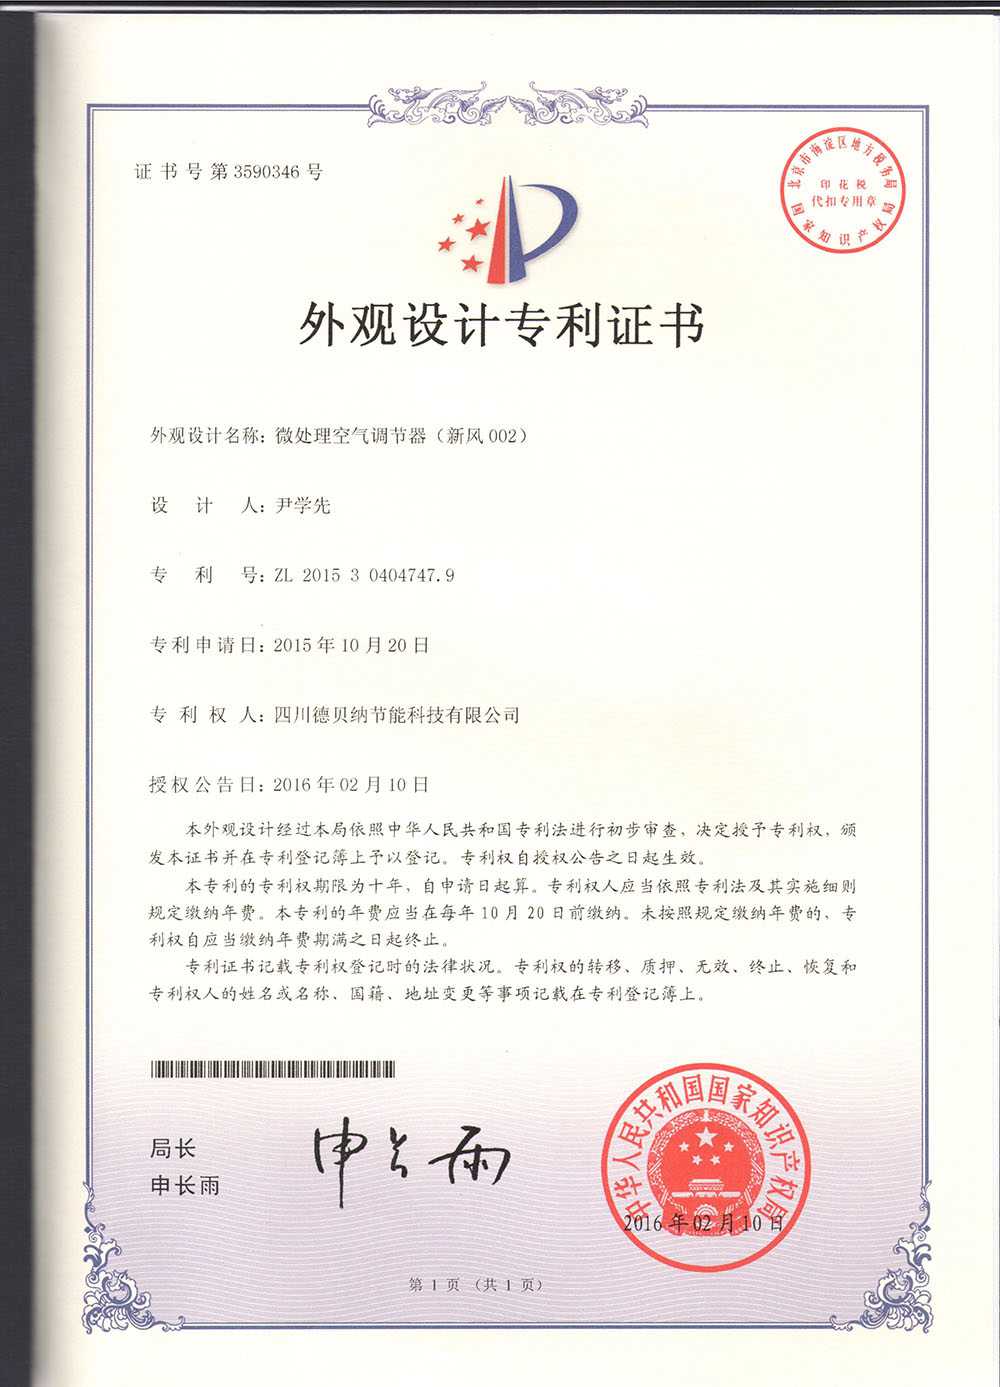 证书号第3590346号
北京市海淀区地方税务局
印花税
代扣专用章
国家知识产权局
外观设计专利证书
外观设计名称：微处理空气调节器（新风002）
设计人：尹学先
专利号：ZL 2015 3 0404747.9
专利申请日：2015年10月20日
专利权人：四川德贝纳节能科技有限公司
授权公告日：2016年02月10日
本外观设计经过本局依照中华人民共和国专利法进行初步审查，决定授予专利权，颁
发本证书并在专利登记簿上予以登记。专利权自授权公告之日起生效。
本专利的专利权期限为十年，自申请日起算。专利权人应当依照专利法及其实施细则
规定缴纳年费。本专利的年费应当在每年10月20日前缴纳。未按照规定缴纳年费的，专
利权自应当缴纳年费期满之日起终止。
专利证书记载专利权登记时的法律状况。专利权的转移、质押、无效、终止、恢复和
专利权人的姓名或名称、国籍、地址变更等事项记载在专利登记簿上。
局长
申长雨
申长雨
中华人民共和国国家知识产权局
2016年02月10日
第1页（共1页）